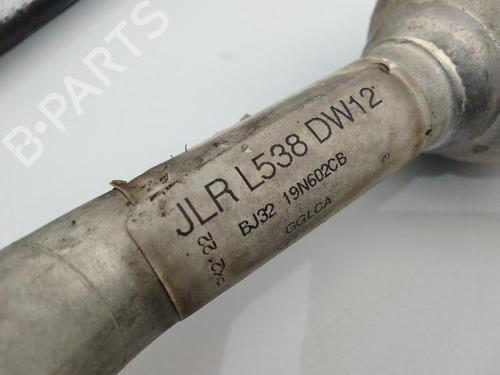 B-PARTS
JLR L538 DW12
BJ32 19N602CB
GGLCA